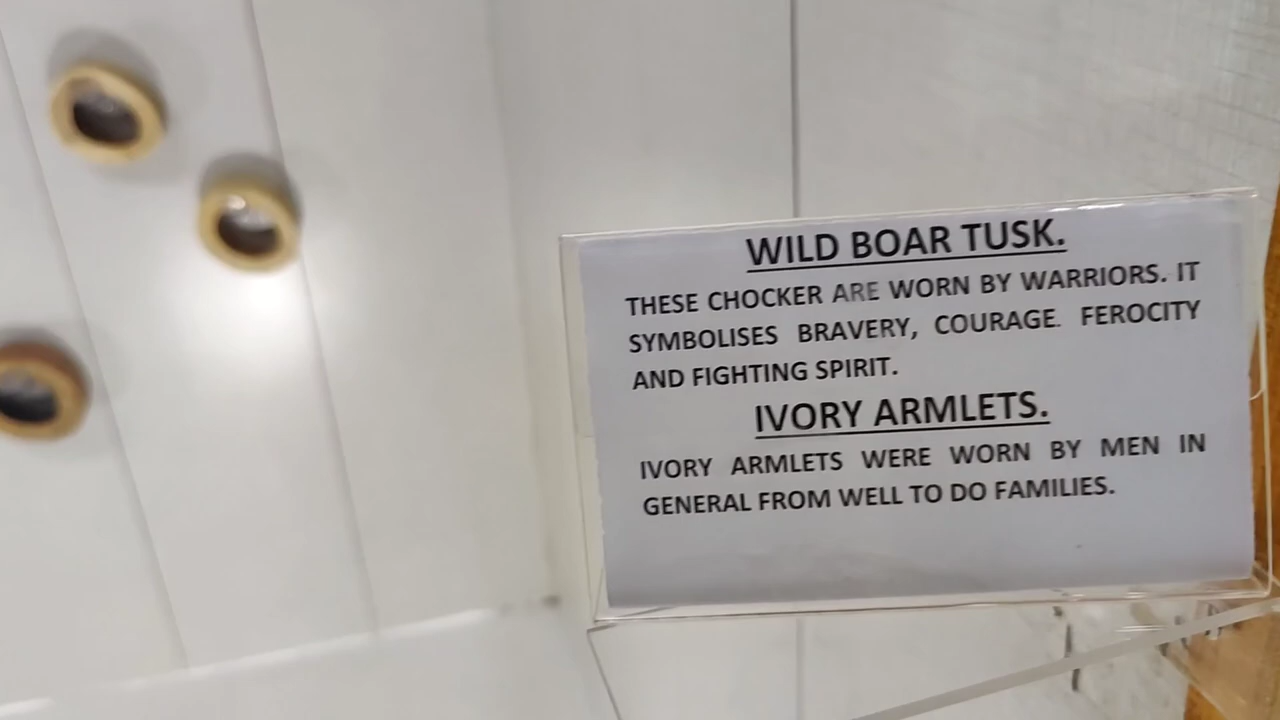 WILD BOAR TUSK.
THESE CHOCKER ARE WORN BY WARRIORS. IT
SYMBOLISES BRAVERY, COURAGE. FEROCITY
AND FIGHTING SPIRIT.
IVORY ARMLETS.
IVORY ARMLETS WERE WORN BY MEN IN
GENERAL FROM WELL TO DO FAMILIES.